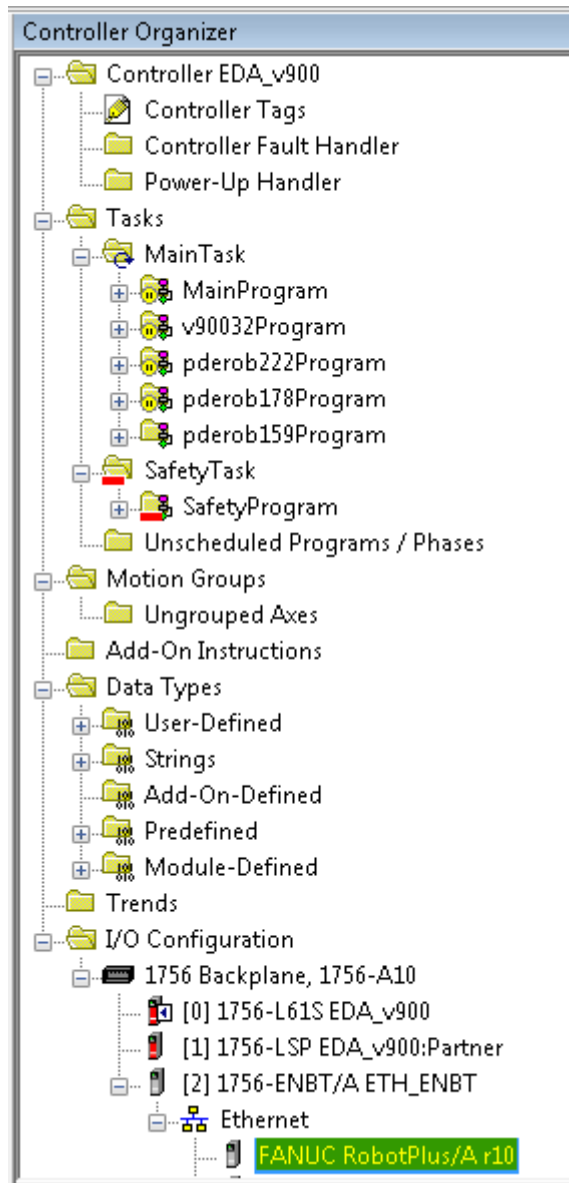 Controller Organizer
Controller EDA_v900
Controller Tags
Controller Fault Handler
Power-Up Handler
Tasks
MainTask
MainProgram
v90032Program
pderob222Program
pderob178Program
pderob159Program
SafetyTask
SafetyProgram
Unscheduled Programs / Phases
Motion Groups
Ungrouped Axes
Add-On Instructions
Data Types
User-Defined
Strings
Add-On-Defined
Predefined
Module-Defined
Trends
I/O Configuration
1756 Backplane, 1756-A10
[0] 1756-L61S EDA_v900
[1] 1756-LSP EDA_v900:Partner
[2] 1756-ENBT/A ETH_ENBT
Ethernet
FANUC RobotPlus/A r10